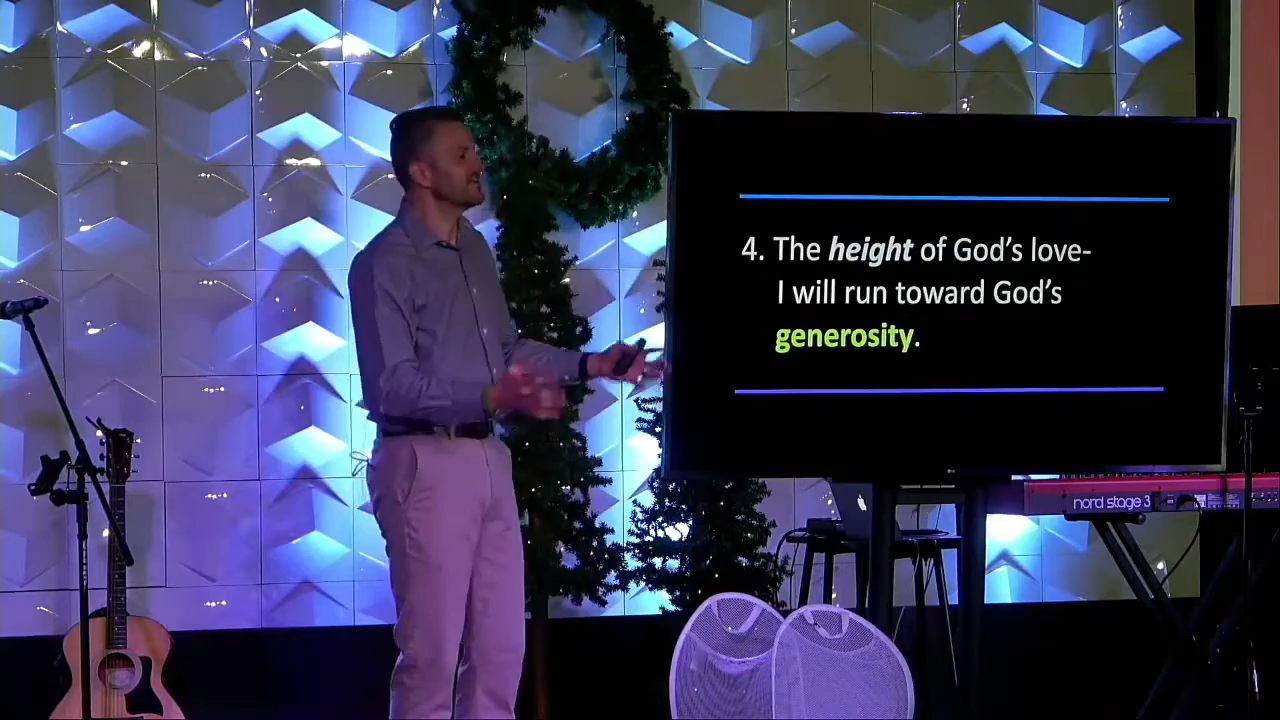 4. The height of God's love-
I will run toward God's
generosity.
nord stage 3